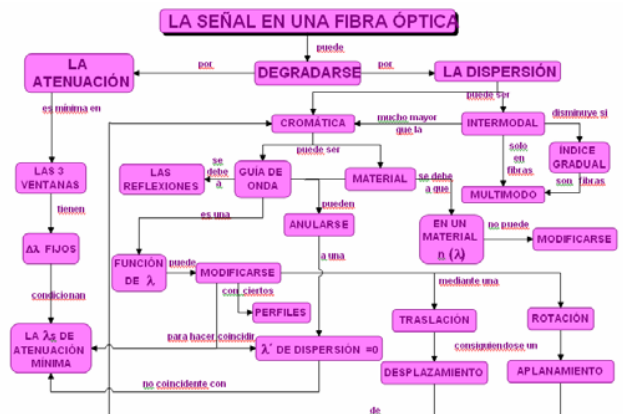 LA SEÑAL EN UNA FIBRA ÓPTICA
puede
LA
ATENUACIÓN
por
DEGRADARSE
por
LA DISPERSIÓN
es mínima en
puede ser
CROMÁTICA
mucho mayor
que la
INTERMODAL
disminuye si
puede ser
solo
en
fibras
ÍNDICE
GRADUAL
LAS 3
VENTANAS
LAS
REFLEXIONES
se
debe
a
GUÍA DE
ONDA
MATERIAL
se debe
a que
son fibras
MULTIMODO
tienen
es una
pueden
ANULARSE
EN UN
MATERIAL
n (λ)
no puede
MODIFICARSE
Δλ FIJOS
a una
FUNCIÓN
DE λ
puede
MODIFICARSE
mediante una
con ciertos
condicionan
PERFILES
TRASLACIÓN
ROTACIÓN
LA λs DE
ATENUACIÓN
MÍNIMA
para hacer coincidir
λ' DE DISPERSIÓN =0
consiguiendose un
DESPLAZAMIENTO
APLANAMIENTO
no coincidente con
de